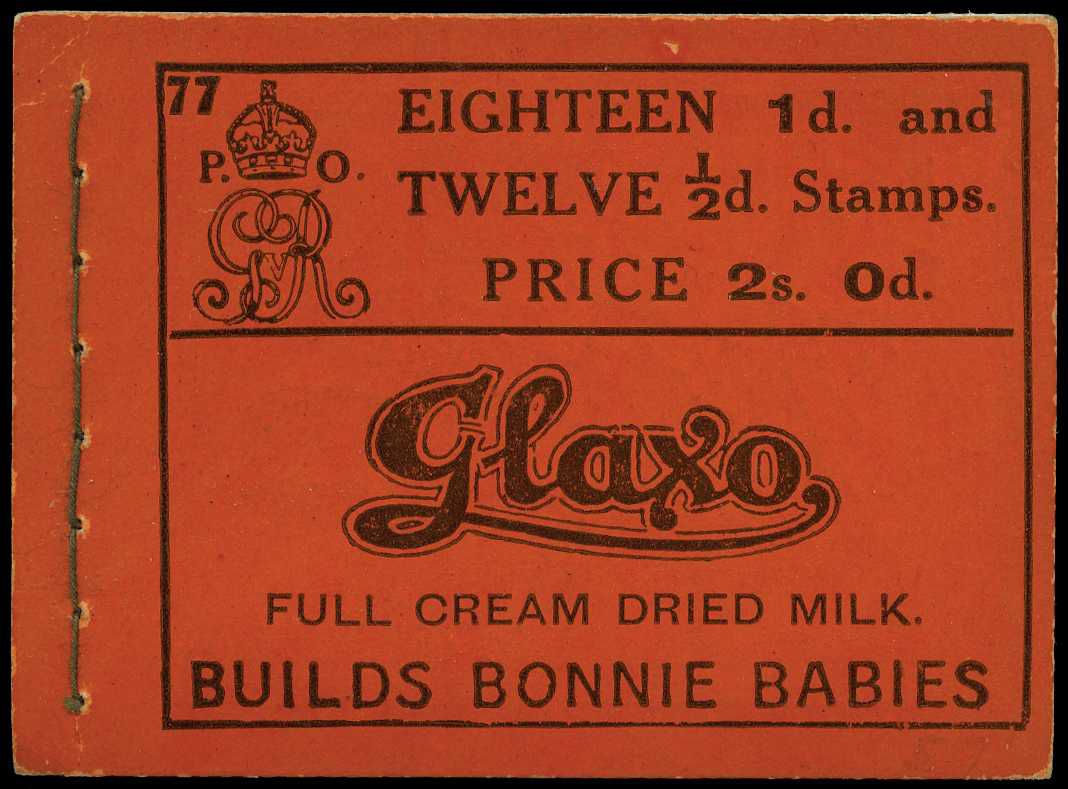 77
P. O.
GVR
EIGHTEEN 1d. and
TWELVE ½d. Stamps.
PRICE 2s. 0d.
Glaxo
FULL CREAM DRIED MILK.
BUILDS BONNIE BABIES